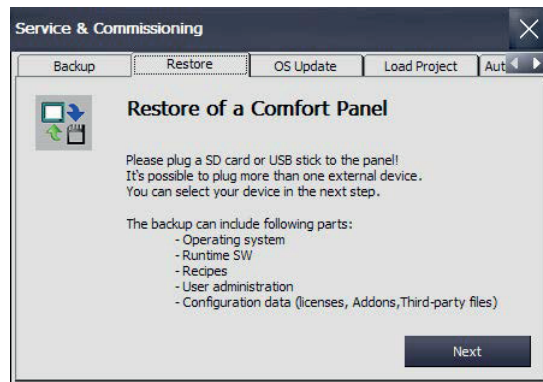 Service & Commissioning
Backup
Restore
OS Update
Load Project
Aut
Restore of a Comfort Panel
Please plug a SD card or USB stick to the panel!
It's possible to plug more than one external device.
You can select your device in the next step.
The backup can include following parts:
- Operating system
- Runtime SW
- Recipes
- User administration
- Configuration data (licenses, Addons,Third-party files)
Next